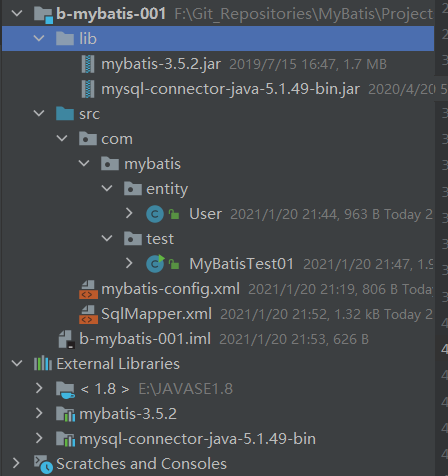 b-mybatis-001 F:\Git_Repositories\MyBatis\Project
lib
mybatis-3.5.2.jar 2019/7/15 16:47, 1.7 MB
mysql-connector-java-5.1.49-bin.jar 2020/4/20 5
src
com
mybatis
entity
User 2021/1/20 21:44, 963 B Today 2
test
MyBatisTest01 2021/1/20 21:47, 1.9
mybatis-config.xml 2021/1/20 21:19, 806 B Today 2
SqlMapper.xml 2021/1/20 21:52, 1.32 kB Today 2
b-mybatis-001.iml 2021/1/20 21:53, 626 B
External Libraries
< 1.8 > E:\JAVASE1.8
mybatis-3.5.2
mysql-connector-java-5.1.49-bin
Scratches and Consoles